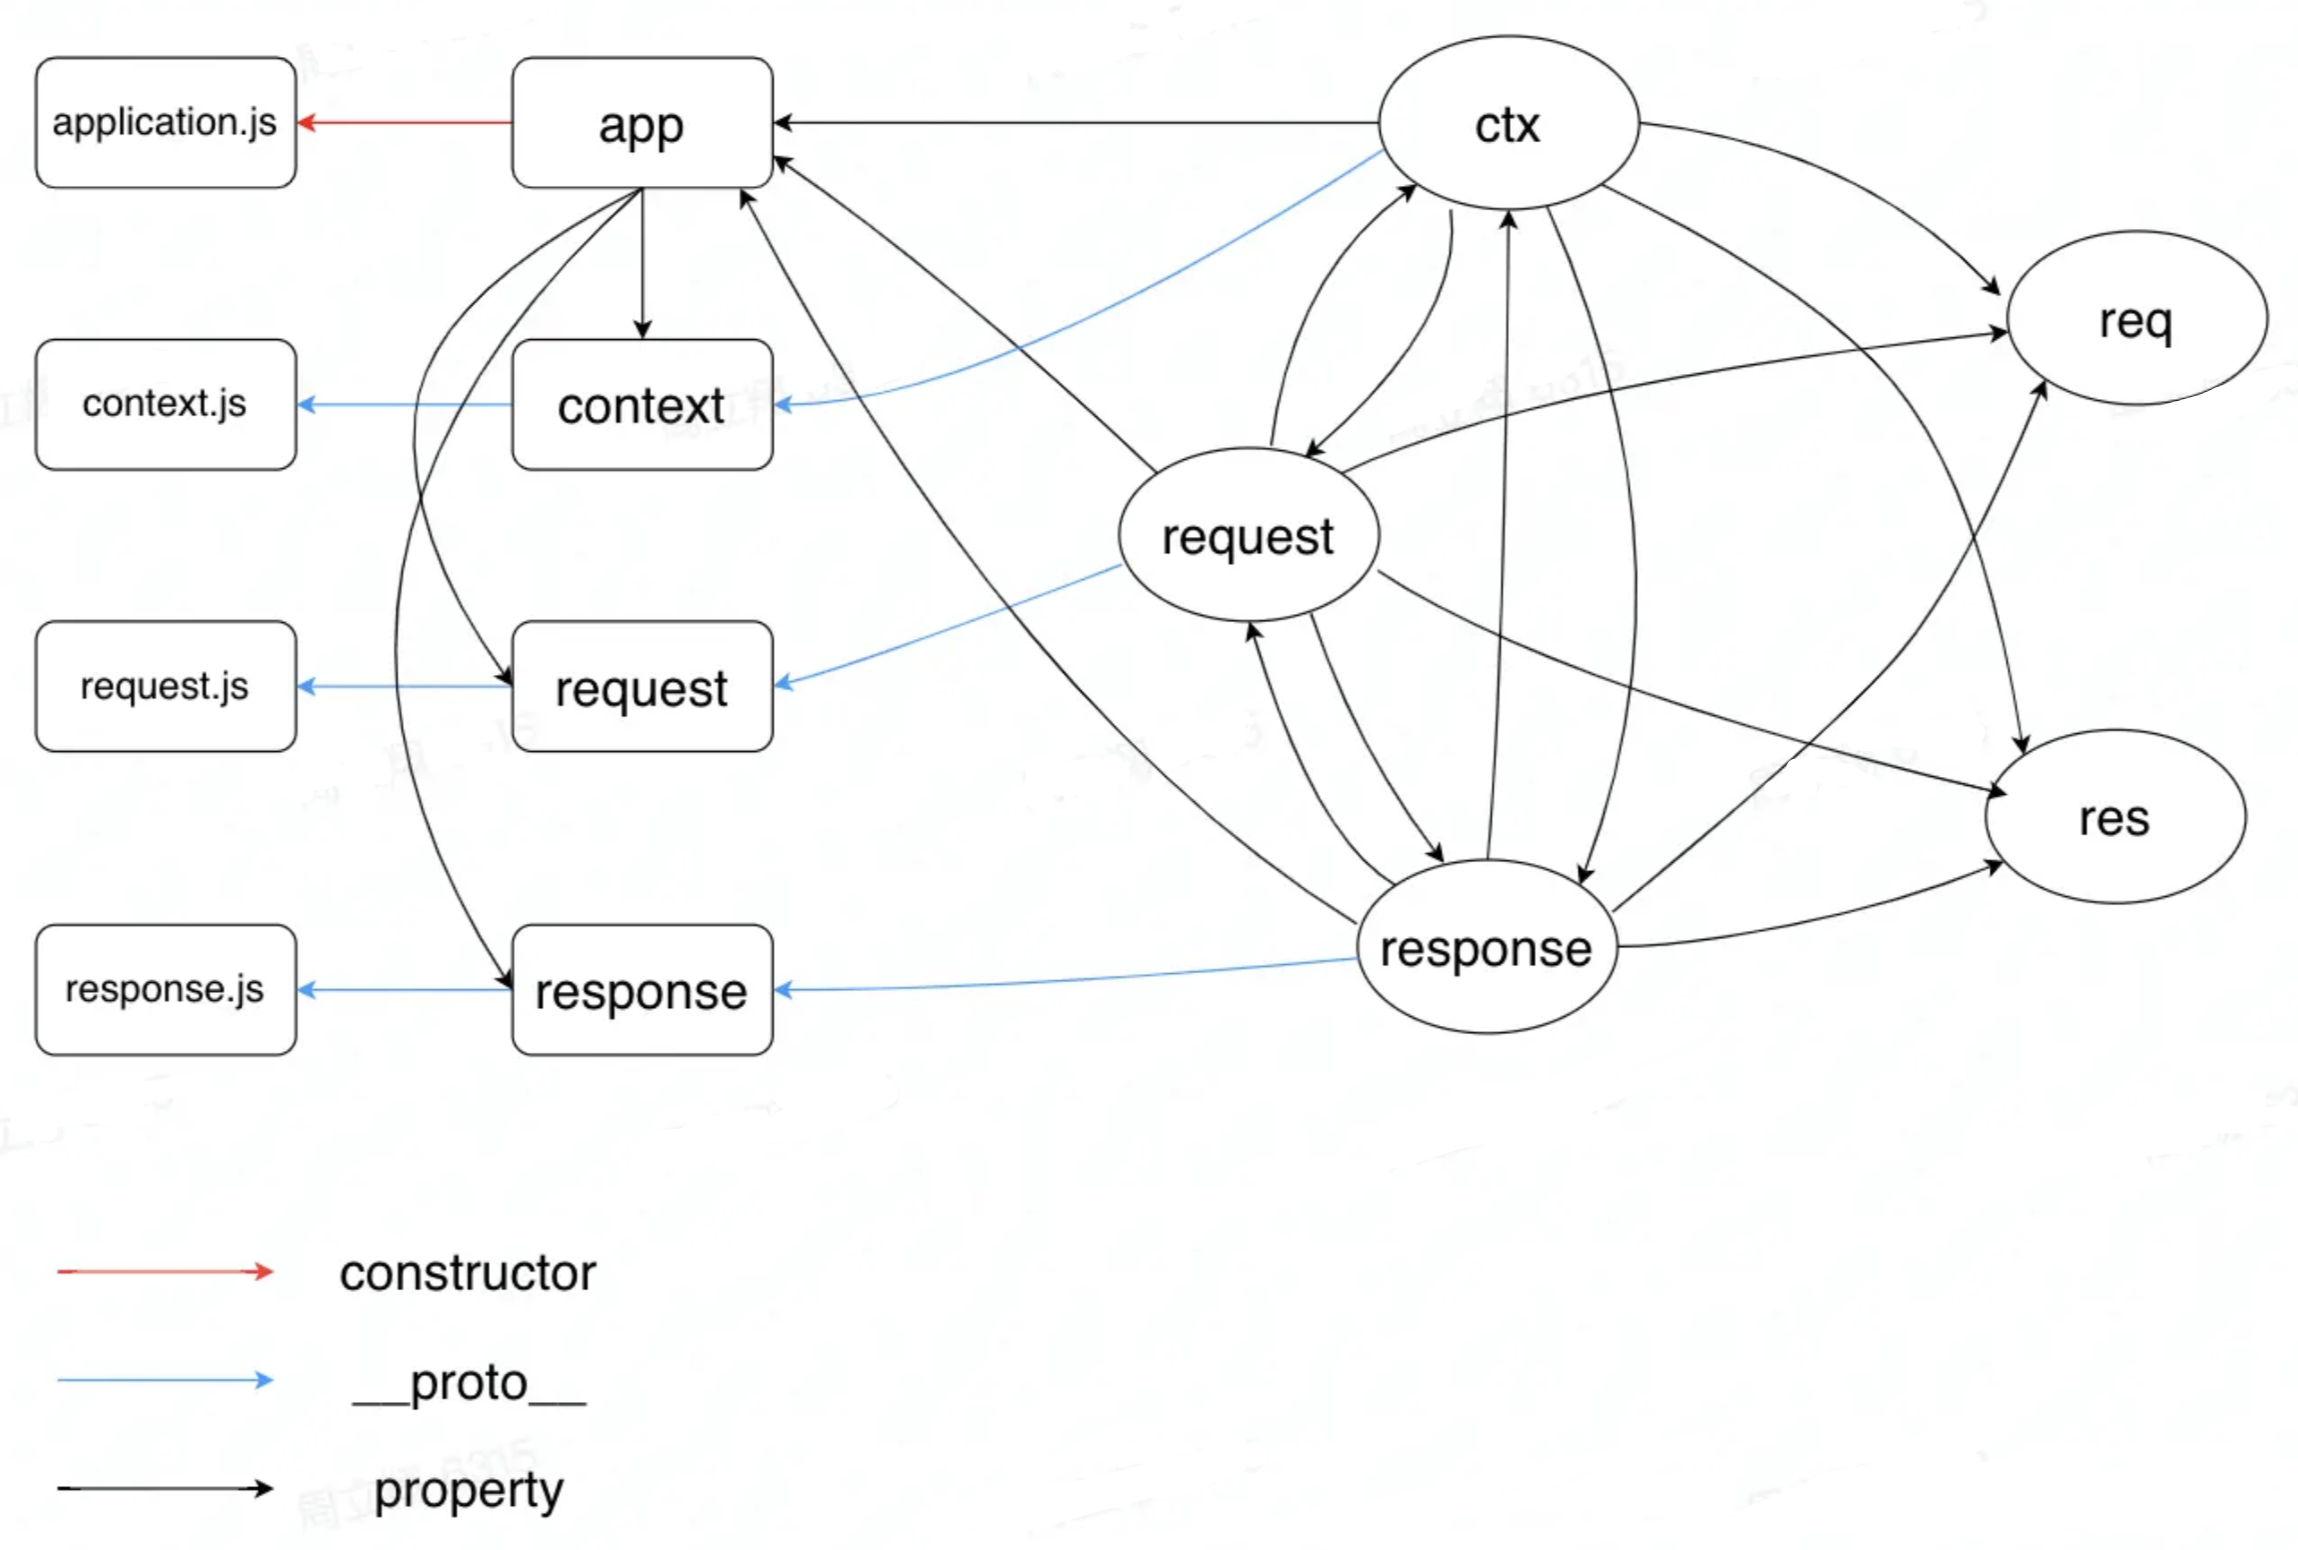 application.js
app
ctx
req
context.js
context
request
request.js
request
res
response.js
response
response
constructor
__proto__
property